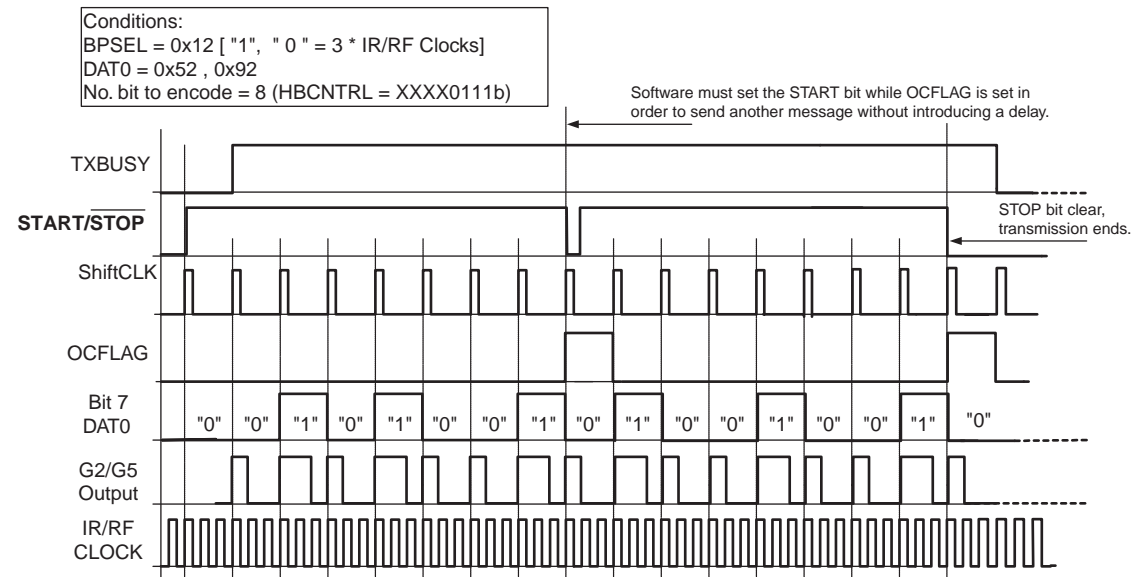 Conditions:
BPSEL = 0x12 [ "1", " 0 " = 3 * IR/RF Clocks]
DAT0 = 0x52 , 0x92
No. bit to encode = 8 (HBCNTRL = XXXX0111b)
Software must set the START bit while OCFLAG is set in
order to send another message without introducing a delay.
TXBUSY
START/STOP
STOP bit clear,
transmission ends.
ShiftCLK
OCFLAG
Bit 7
DAT0
"0" "0" "1" "0" "1" "0" "0" "1" "0" "1" "0" "0" "1" "0" "0" "1" "0"
G2/G5
Output
IR/RF
CLOCK